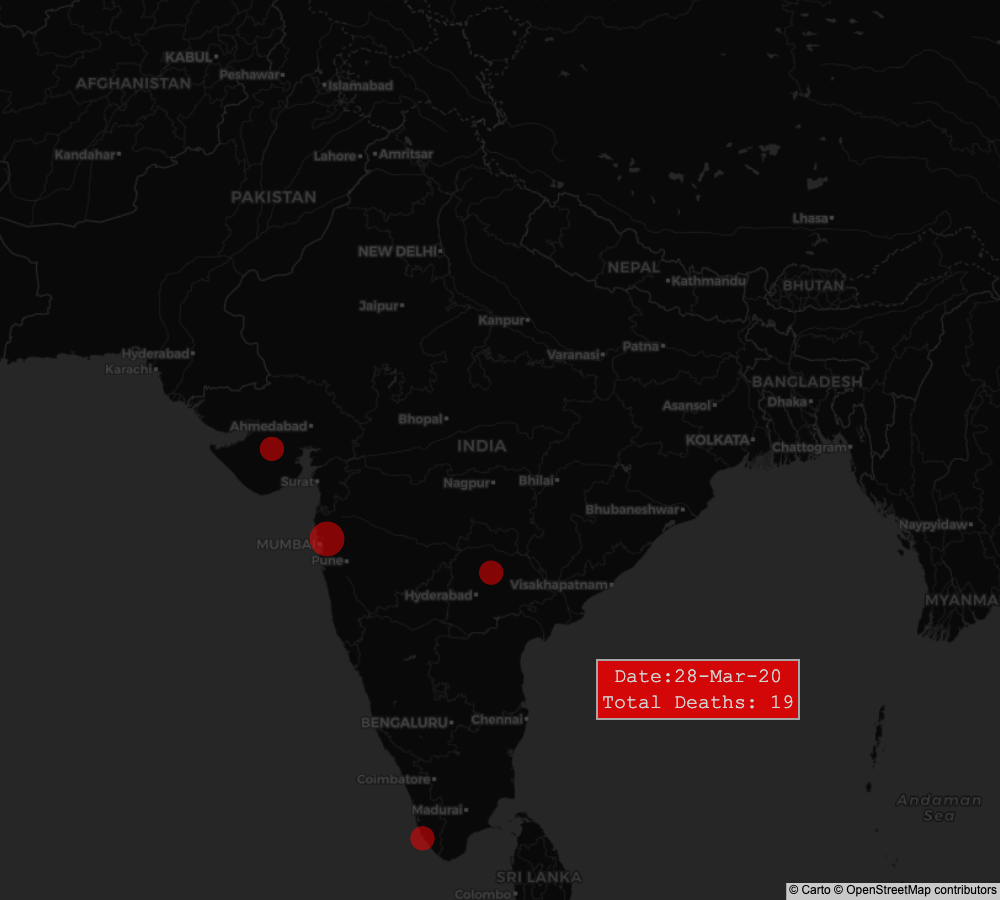 KABUL
Peshawar
AFGHANISTAN
Islamabad
Kandahar
Lahore
Amritsar
PAKISTAN
Lhasa
NEW DELHI
NEPAL
Kathmandu
BHUTAN
Jaipur
Kanpur
Patna
Hyderabad
Varanasi
Karachi
BANGLADESH
Dhaka
Asansol
Bhopal
Ahmedabad
KOLKATA
INDIA
Chattogram
Surat
Nagpur
Bhilai
Bhubaneshwar
Naypyidaw
MUMBAI
Pune
Visakhapatnam
Hyderabad
MYANMA
Date:28-Mar-20
Total Deaths: 19
BENGALURU
Chennai
Coimbatore
Andaman
Sea
Madurai
SRI LANKA
Colombo
© Carto © OpenStreetMap contributors